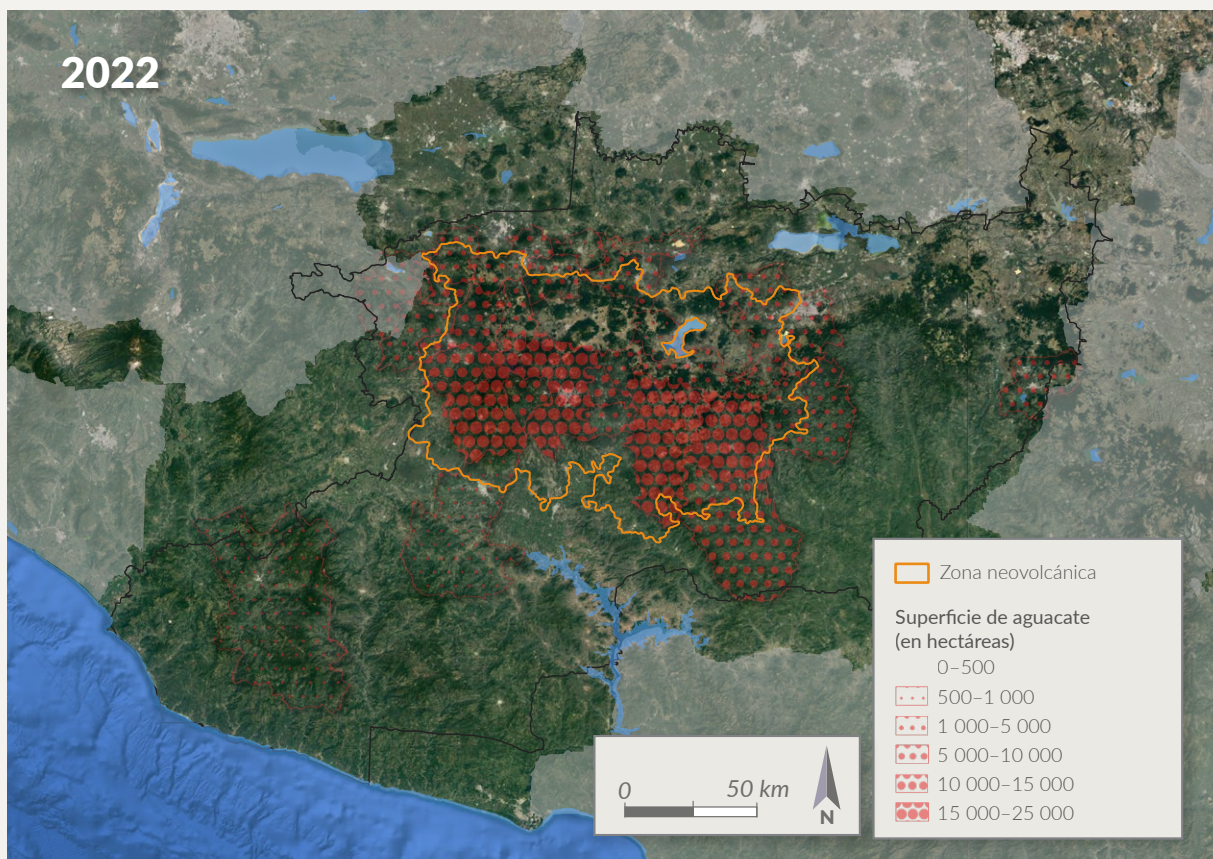 2022
Zona neovolcánica
Superficie de aguacate
(en hectáreas)
0–500
500–1 000
1 000–5 000
5 000–10 000
10 000–15 000
15 000–25 000
0 50 km
N